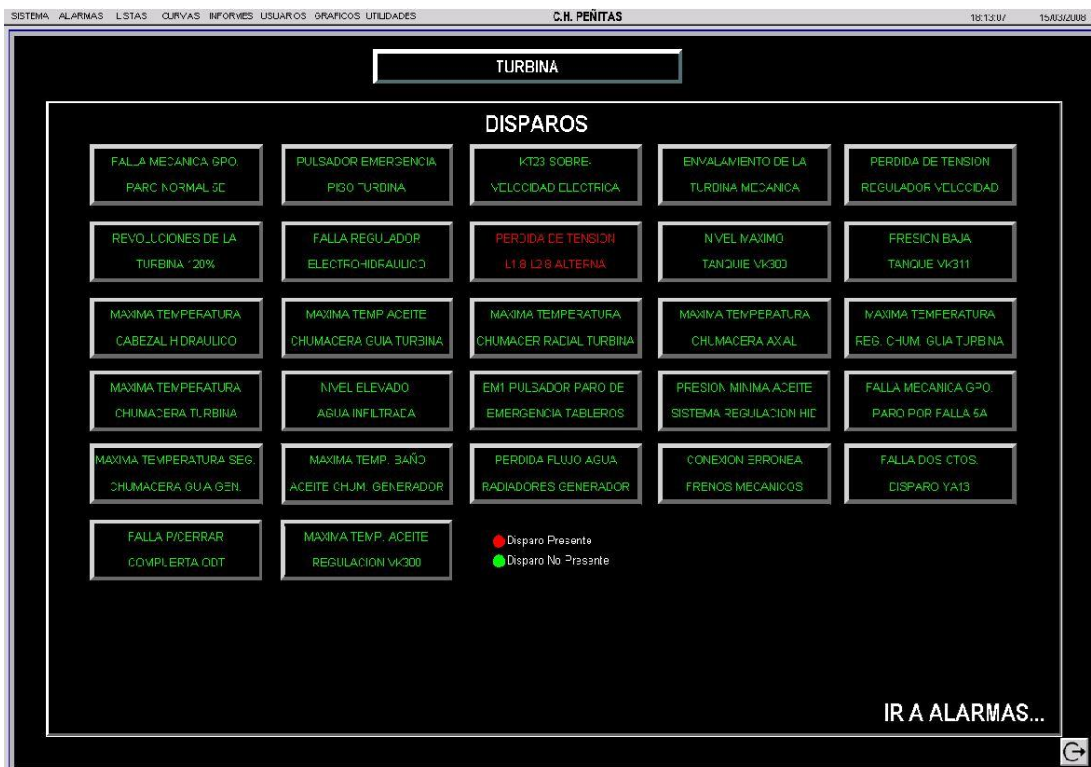 SISTEMA ALARMAS LISTAS CURVAS INFORMES USUARIOS GRAFICOS UTILIDADES C.H. PEÑITAS 18:13:07 15/03/2008
TURBINA
DISPAROS
FALLA MECANICA GPO.
PARO NORMAL 5E
PULSADOR EMERGENCIA
PISO TURBINA
KT23 SOBRE-
VELOCIDAD ELECTRICA
ENVALAMIENTO DE LA
TURBINA MECANICA
PERDIDA DE TENSION
REGULADOR VELOCIDAD
REVOLUCIONES DE LA
TURBINA 120%
FALLA REGULADOR
ELECTROHIDRAULICO
PERDIDA DE TENSION
L1.8 L2.8 ALTERNA
NIVEL MAXIMO
TANQUIE VK300
PRESION BAJA
TANQUE VK311
MAXIMA TEMPERATURA
CABEZAL HIDRAULICO
MAXIMA TEMP ACEITE
CHUMACERA GUIA TURBINA
MAXIMA TEMPERATURA
CHUMACER RADIAL TURBINA
MAXIMA TEMPERATURA
CHUMACERA AXIAL
MAXIMA TEMPERATURA
REG. CHUM. GUIA TURBINA
MAXIMA TEMPERATURA
CHUMACERA TURBINA
NIVEL ELEVADO
AGUA INFILTRADA
EM1 PULSADOR PARO DE
EMERGENCIA TABLEROS
PRESION MINIMA ACEITE
SISTEMA REGULACION HID
FALLA MECANICA GPO.
PARO POR FALLA 5A
MAXIMA TEMPERATURA SEG.
CHUMACERA GUIA GEN.
MAXIMA TEMP. BAÑO
ACEITE CHUM. GENERADOR
PERDIDA FLUJO AGUA
RADIADORES GENERADOR
CONEXION ERRONEA
FRENOS MECANICOS
FALLA DOS CTOS.
DISPARO YA13
FALLA P/CERRAR
COMPUERTA ODT
MAXIMA TEMP. ACEITE
REGULACION VK300
Disparo Presente
Disparo No Presente
IR A ALARMAS...